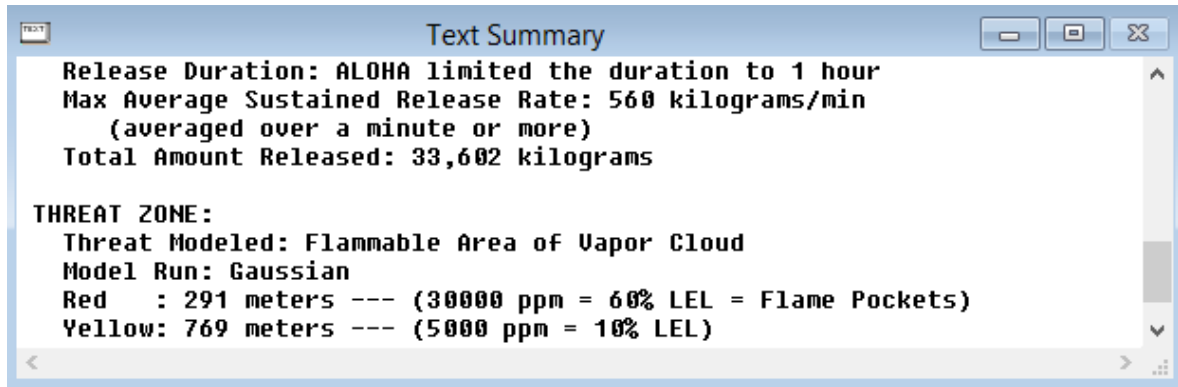 TEXT
Text Summary
Release Duration: ALOHA limited the duration to 1 hour
Max Average Sustained Release Rate: 560 kilograms/min
(averaged over a minute or more)
Total Amount Released: 33,602 kilograms
THREAT ZONE:
Threat Modeled: Flammable Area of Vapor Cloud
Model Run: Gaussian
Red   : 291 meters --- (30000 ppm = 60% LEL = Flame Pockets)
Yellow: 769 meters --- (5000 ppm = 10% LEL)